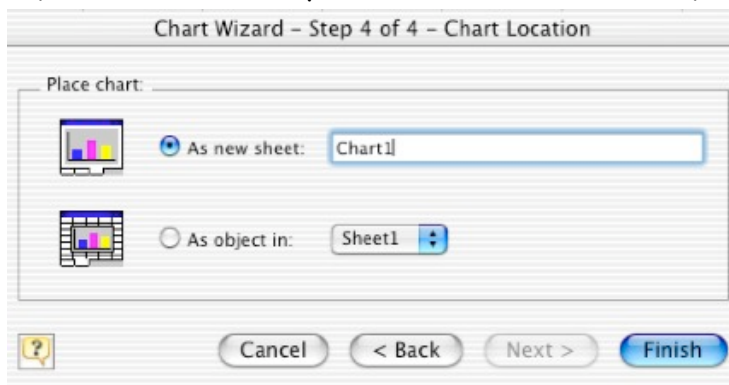 Chart Wizard – Step 4 of 4 – Chart Location
Place chart:
As new sheet: Chart1
As object in: Sheet1
? Cancel < Back Next > Finish